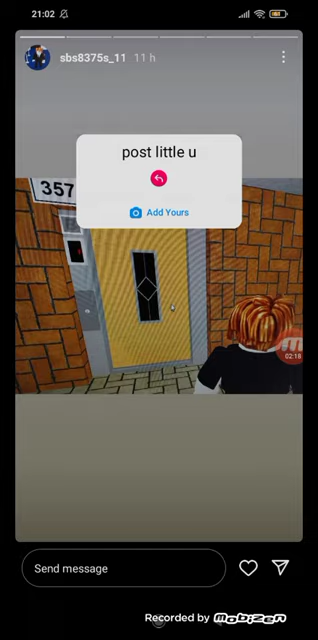 21:02
sbs8375s_11 11 h
post little u
Add Yours
357
02:18
Send message
Recorded by mobizen